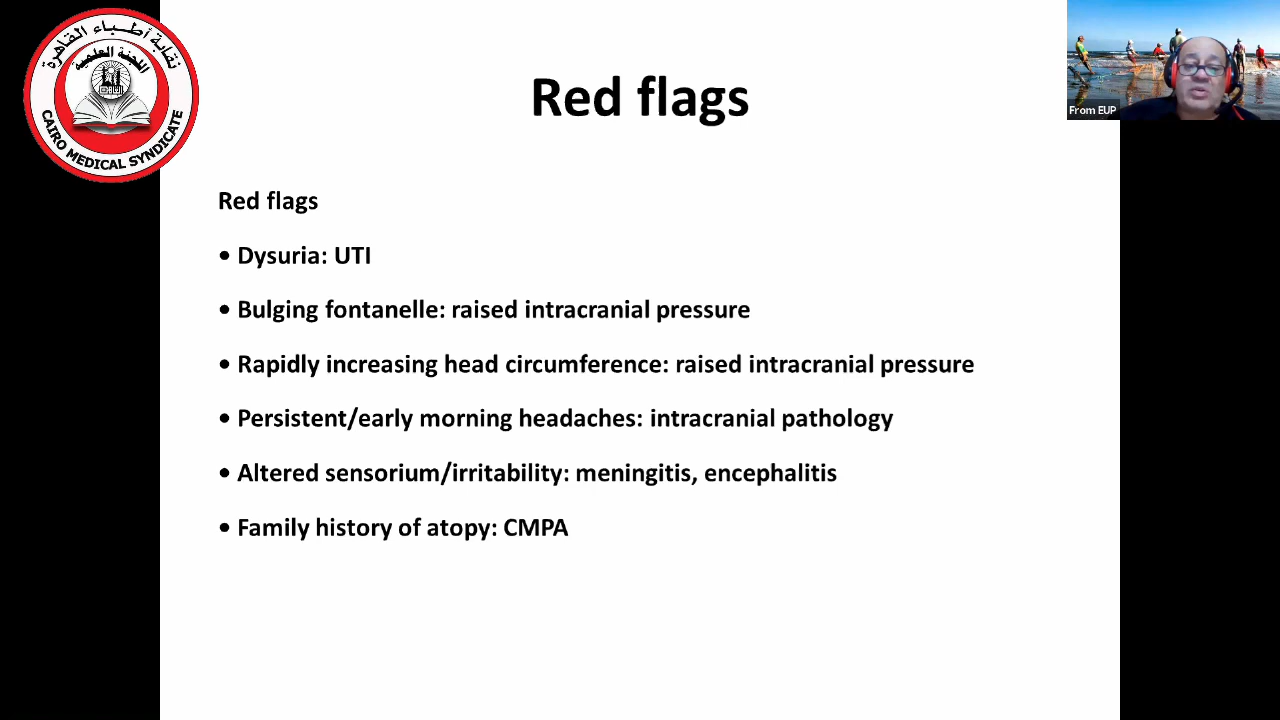 نقابة أطباء القاهرة
اللجنة العلمية
CAIRO MEDICAL SYNDICATE
Red flags
From EUP
Red flags
• Dysuria: UTI
• Bulging fontanelle: raised intracranial pressure
• Rapidly increasing head circumference: raised intracranial pressure
• Persistent/early morning headaches: intracranial pathology
• Altered sensorium/irritability: meningitis, encephalitis
• Family history of atopy: CMPA